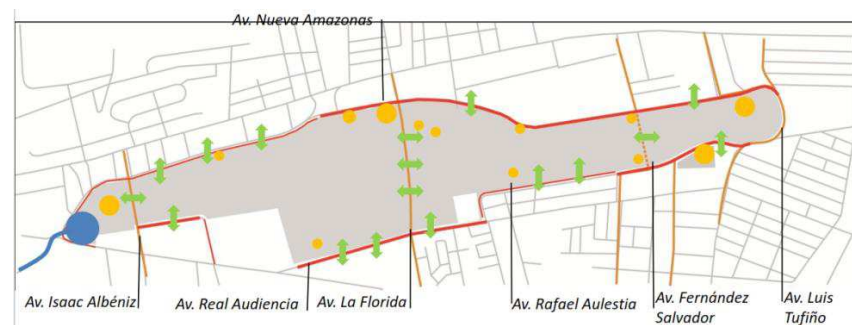 Av. Nueva Amazonas
Av. Isaac Albéniz
Av. Real Audiencia
Av. La Florida
Av. Rafael Aulestia
Av. Fernández
Salvador
Av. Luis
Tufiño